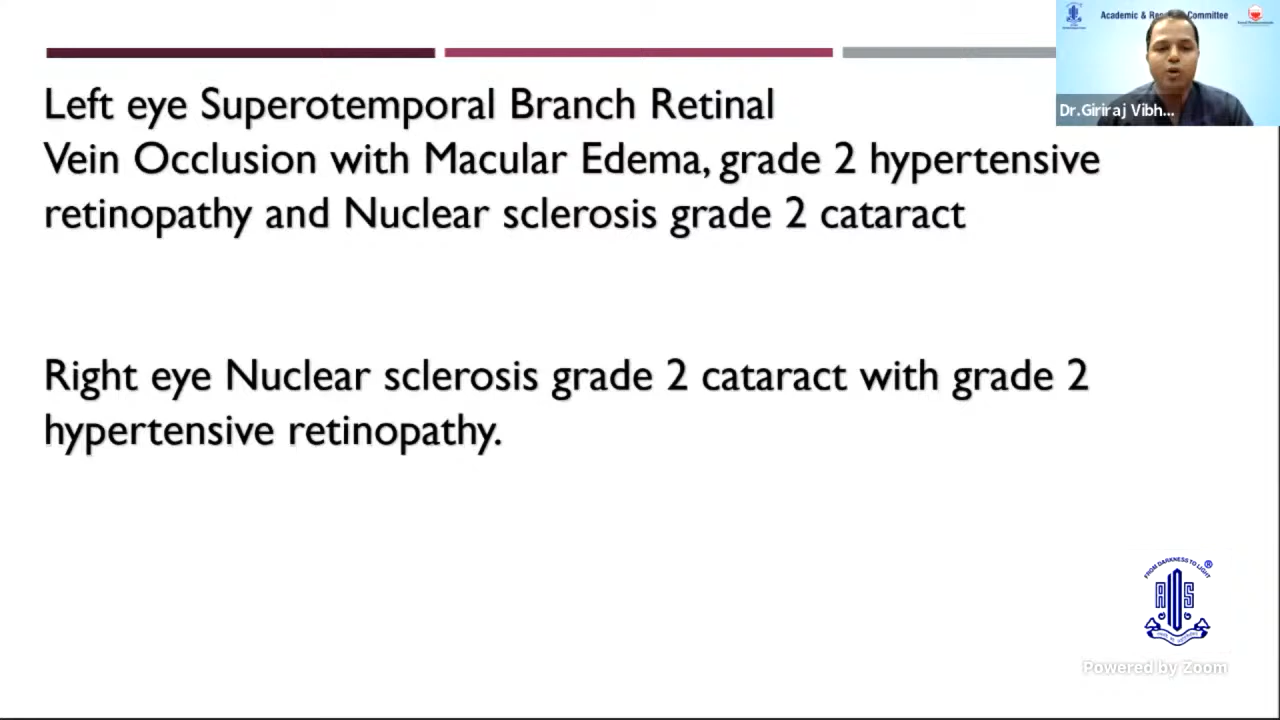 Academic & Committee
Dr.Giriraj Vibh...
Left eye Superotemporal Branch Retinal
Vein Occlusion with Macular Edema, grade 2 hypertensive
retinopathy and Nuclear sclerosis grade 2 cataract
Right eye Nuclear sclerosis grade 2 cataract with grade 2
hypertensive retinopathy.
FROM DARKNESS TO LIGHT ®
AIOS
Powered by Zoom